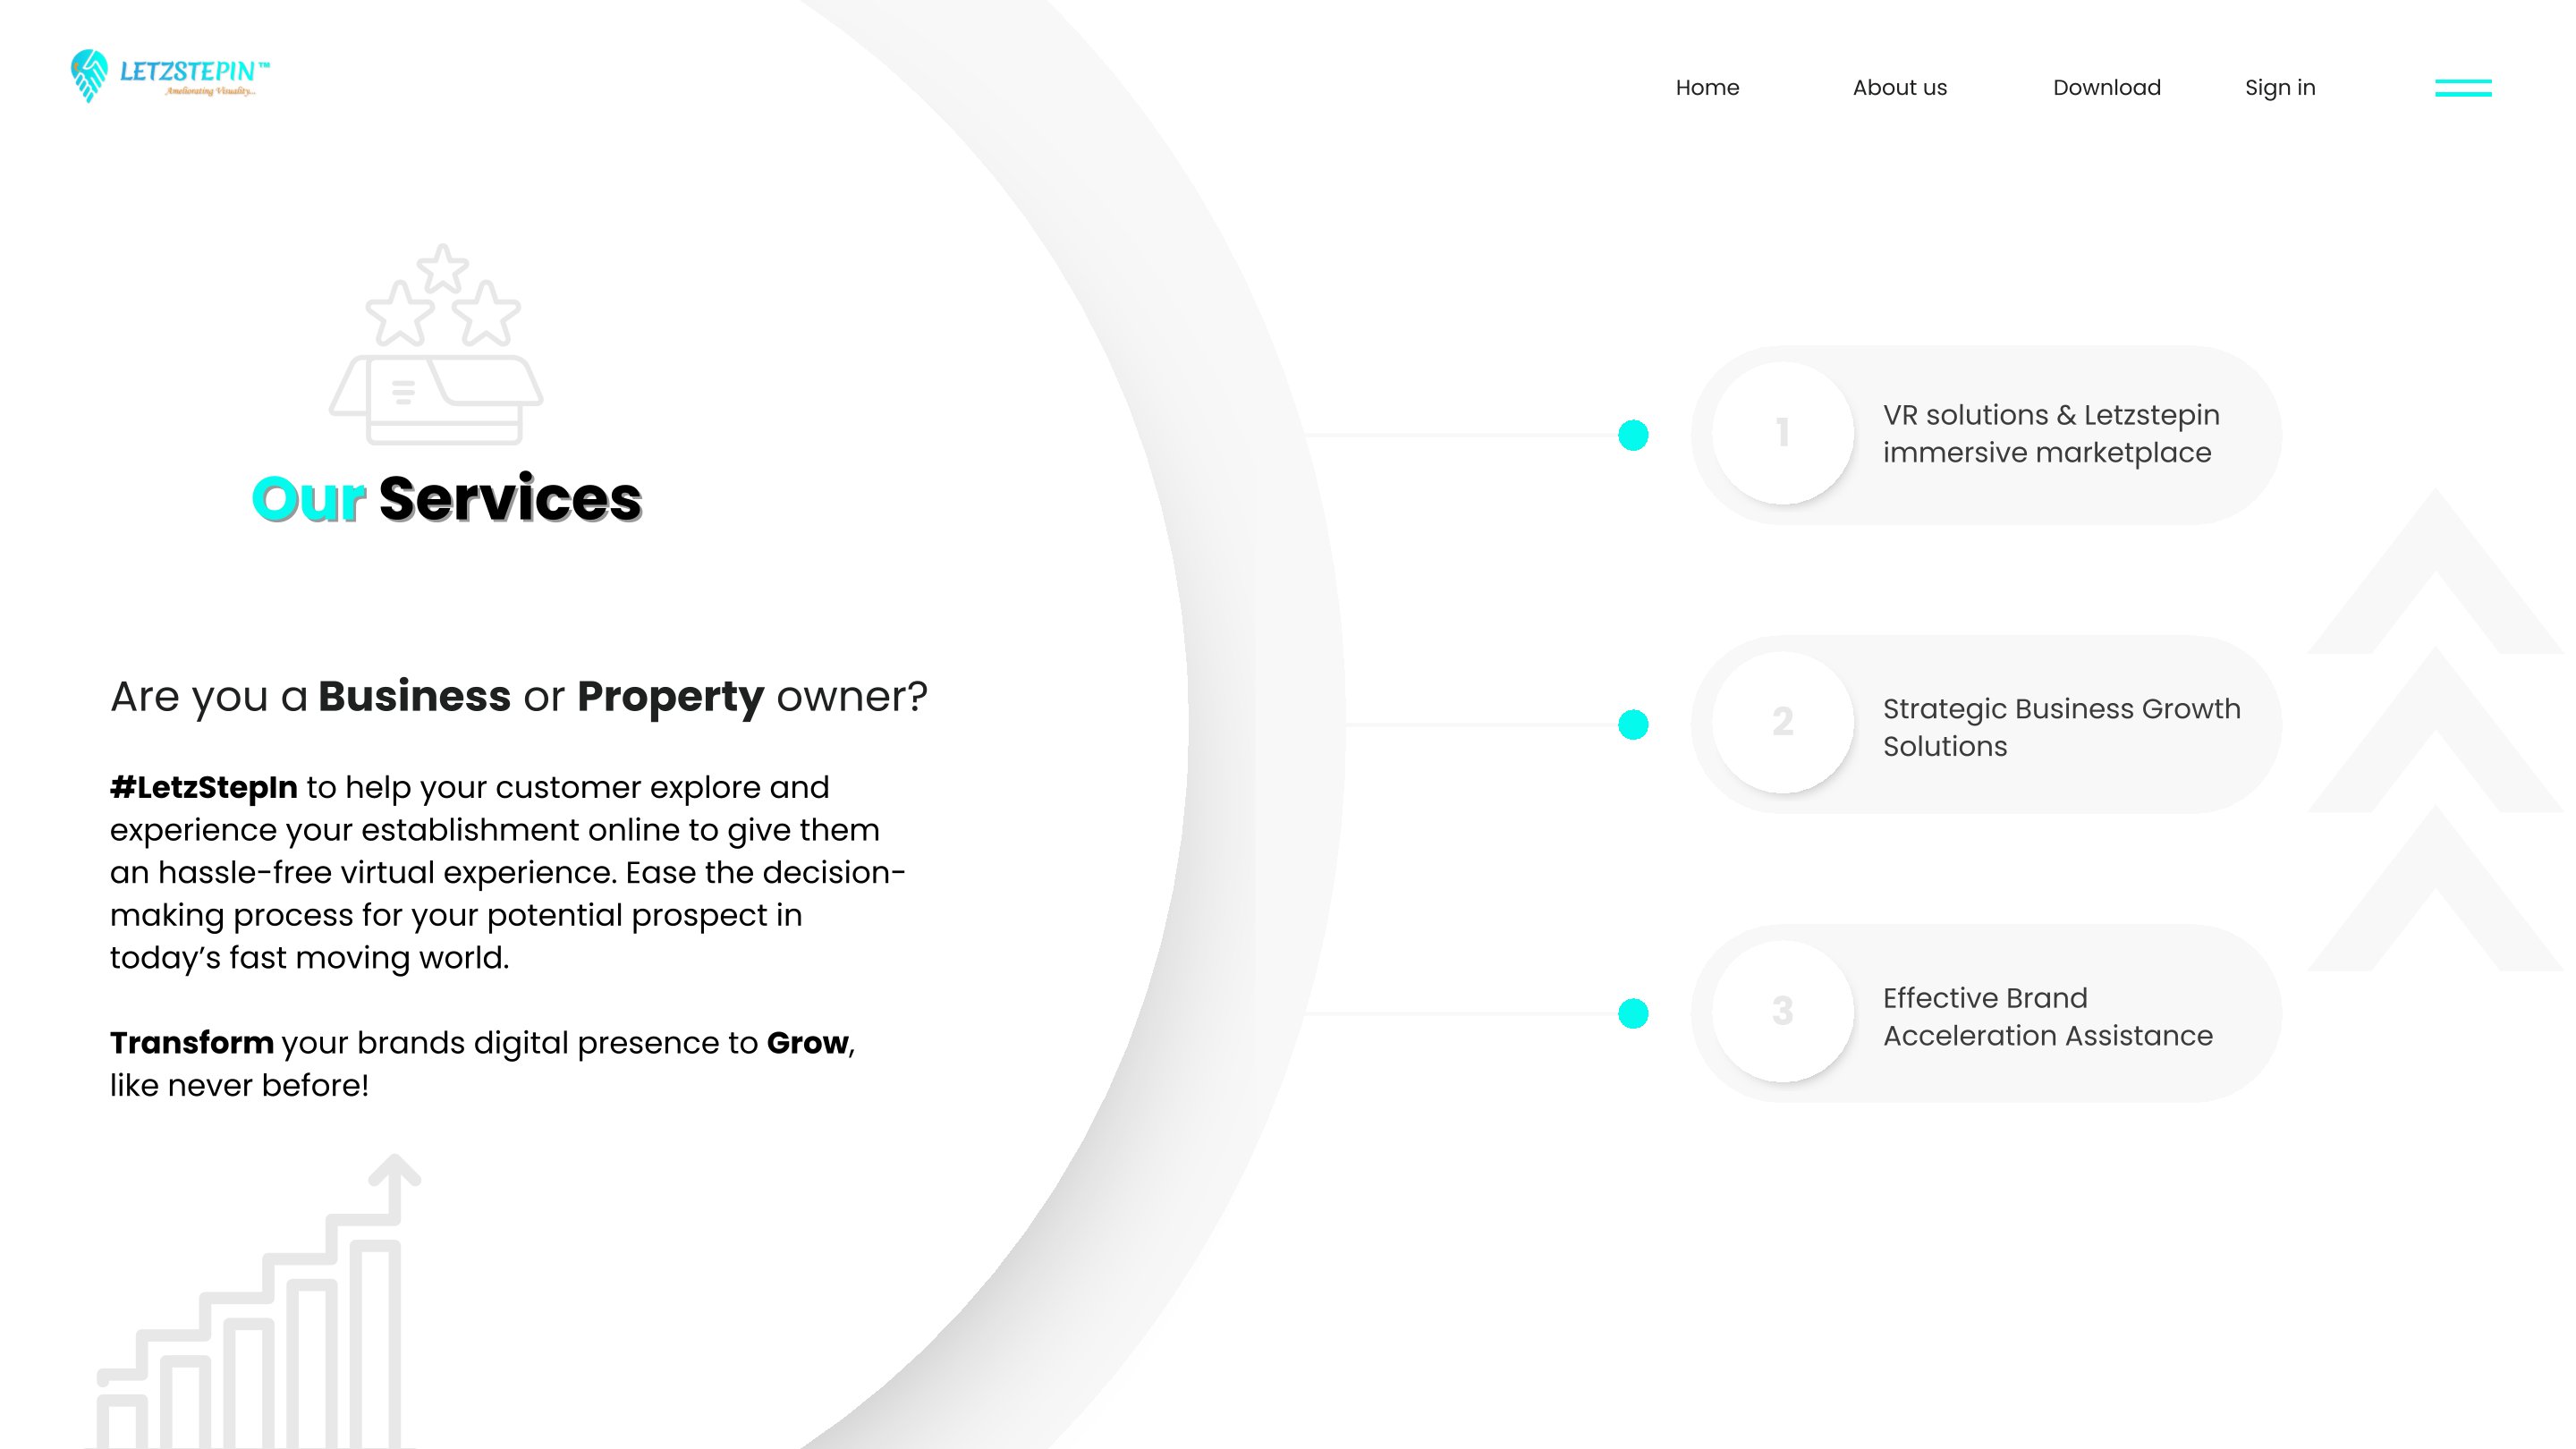 LETZSTEPIN™
Ameliorating Visuality...
Home
About us
Download
Sign in
Our Services
Are you a Business or Property owner?
#LetzStepIn to help your customer explore and
experience your establishment online to give them
an hassle-free virtual experience. Ease the decision-
making process for your potential prospect in
today’s fast moving world.
Transform your brands digital presence to Grow,
like never before!
1
VR solutions & Letzstepin
immersive marketplace
2
Strategic Business Growth
Solutions
3
Effective Brand
Acceleration Assistance